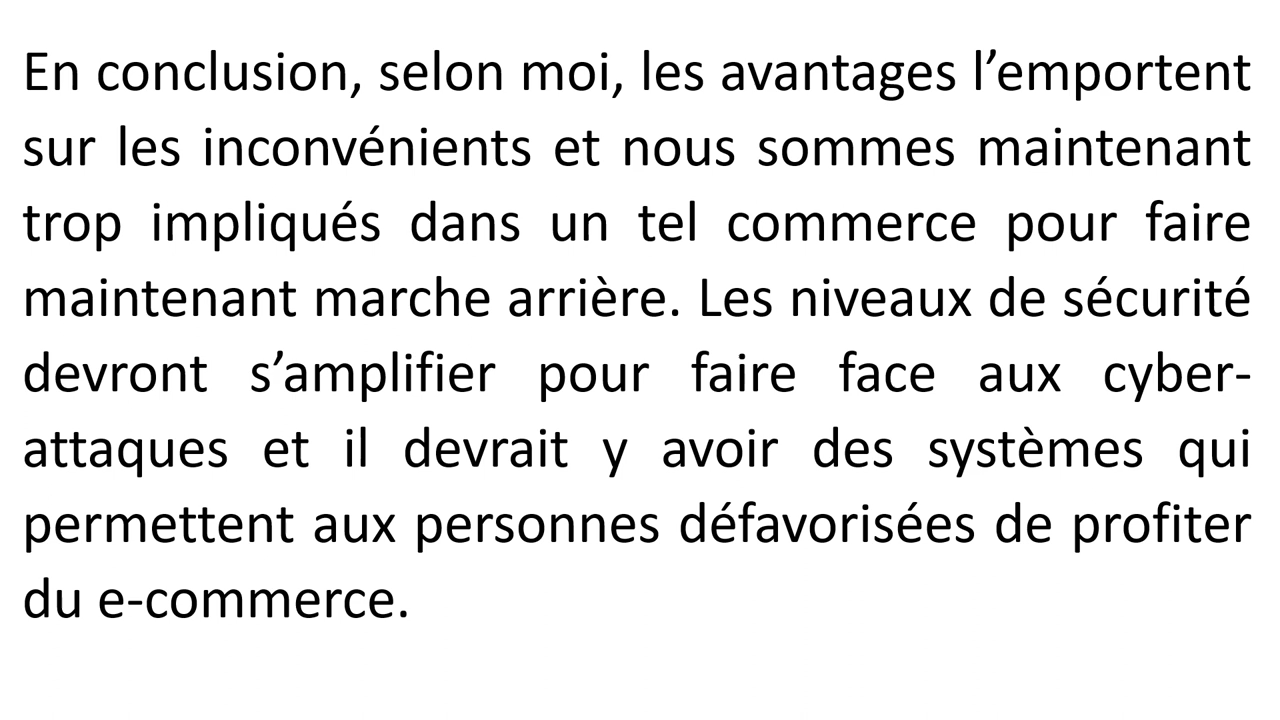 En conclusion, selon moi, les avantages l’emportent
sur les inconvénients et nous sommes maintenant
trop impliqués dans un tel commerce pour faire
maintenant marche arrière. Les niveaux de sécurité
devront s’amplifier pour faire face aux cyber-
attaques et il devrait y avoir des systèmes qui
permettent aux personnes défavorisées de profiter
du e-commerce.